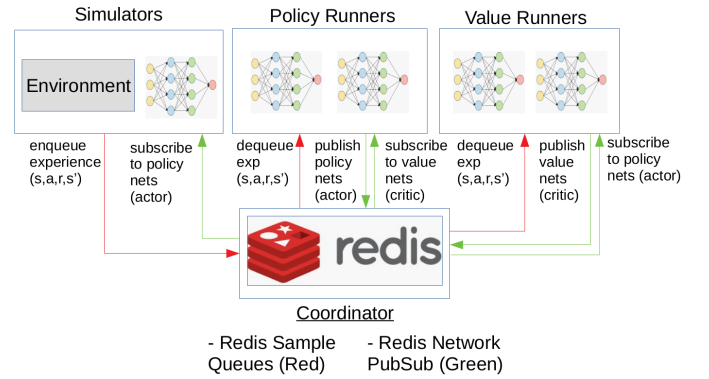 Simulators
Policy Runners
Value Runners
Environment
enqueue
experience
(s,a,r,s’)
subscribe
to policy
nets
(actor)
dequeue
exp
(s,a,r,s’)
publish
policy
nets
(actor)
subscribe
to value
nets
(critic)
dequeue
exp
(s,a,r,s’)
publish
value
nets
(critic)
subscribe
to policy
nets (actor)
redis
Coordinator
- Redis Sample
Queues (Red)
- Redis Network
PubSub (Green)